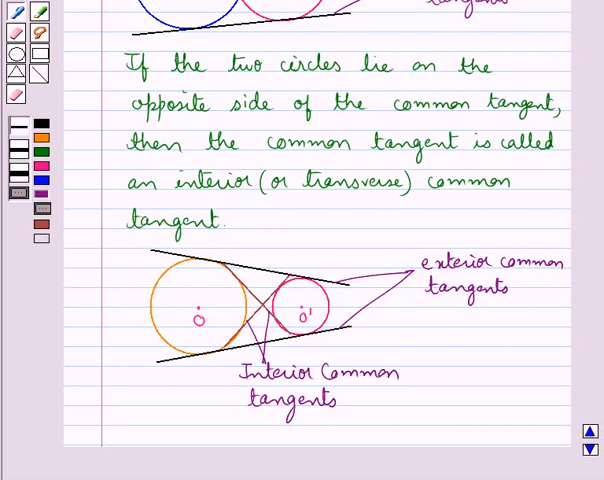 tangents
If the two circles lie on the
opposite side of the common tangent,
then the common tangent is called
an interior (or transverse) common
tangent.
exterior common
tangents
O
O'
Interior Common
tangents